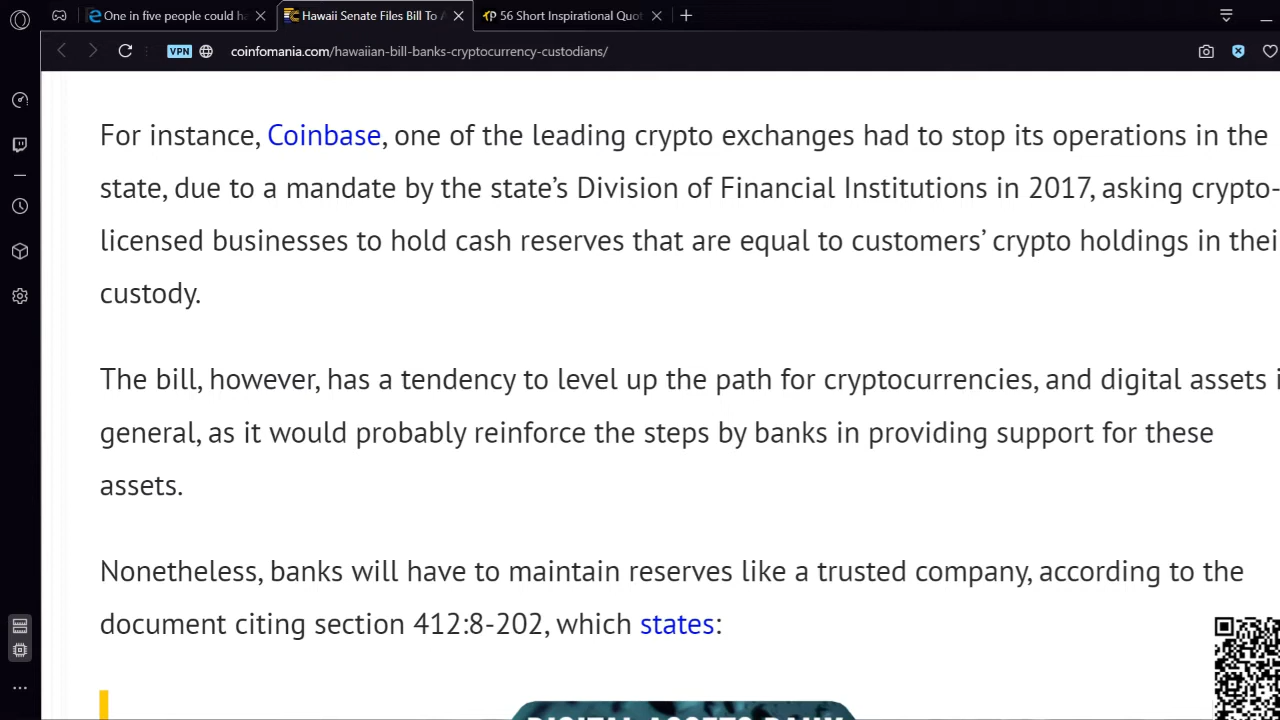 One in five people could ha
Hawaii Senate Files Bill To A
56 Short Inspirational Quot
VPN
coinfomania.com/hawaiian-bill-banks-cryptocurrency-custodians/
For instance, Coinbase, one of the leading crypto exchanges had to stop its operations in the
state, due to a mandate by the state’s Division of Financial Institutions in 2017, asking crypto-
licensed businesses to hold cash reserves that are equal to customers’ crypto holdings in thei
custody.
The bill, however, has a tendency to level up the path for cryptocurrencies, and digital assets i
general, as it would probably reinforce the steps by banks in providing support for these
assets.
Nonetheless, banks will have to maintain reserves like a trusted company, according to the
document citing section 412:8-202, which states:
DIGITAL ASSETS BANK